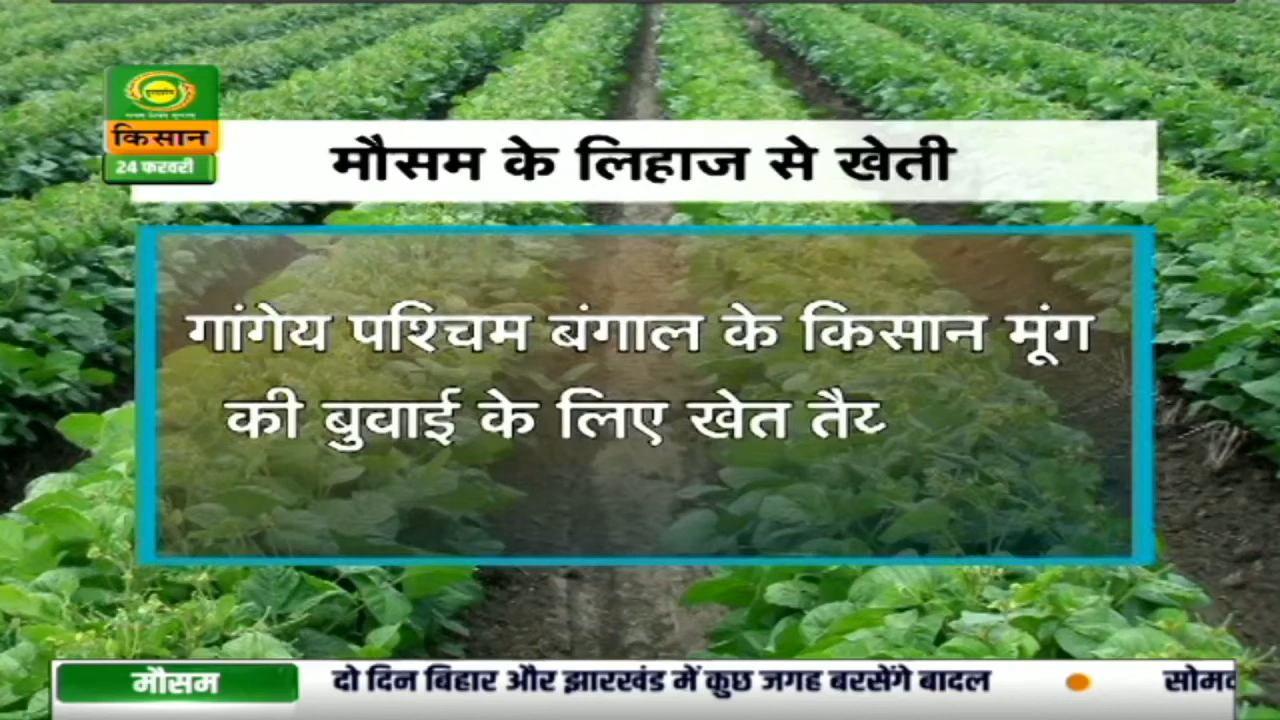 किसान
24 फरवरी
मौसम के लिहाज से खेती
गांगेय पश्चिम बंगाल के किसान मूंग
की बुवाई के लिए खेत
मौसम
दो दिन बिहार और झारखंड में कुछ जगह बरसेंगे बादल